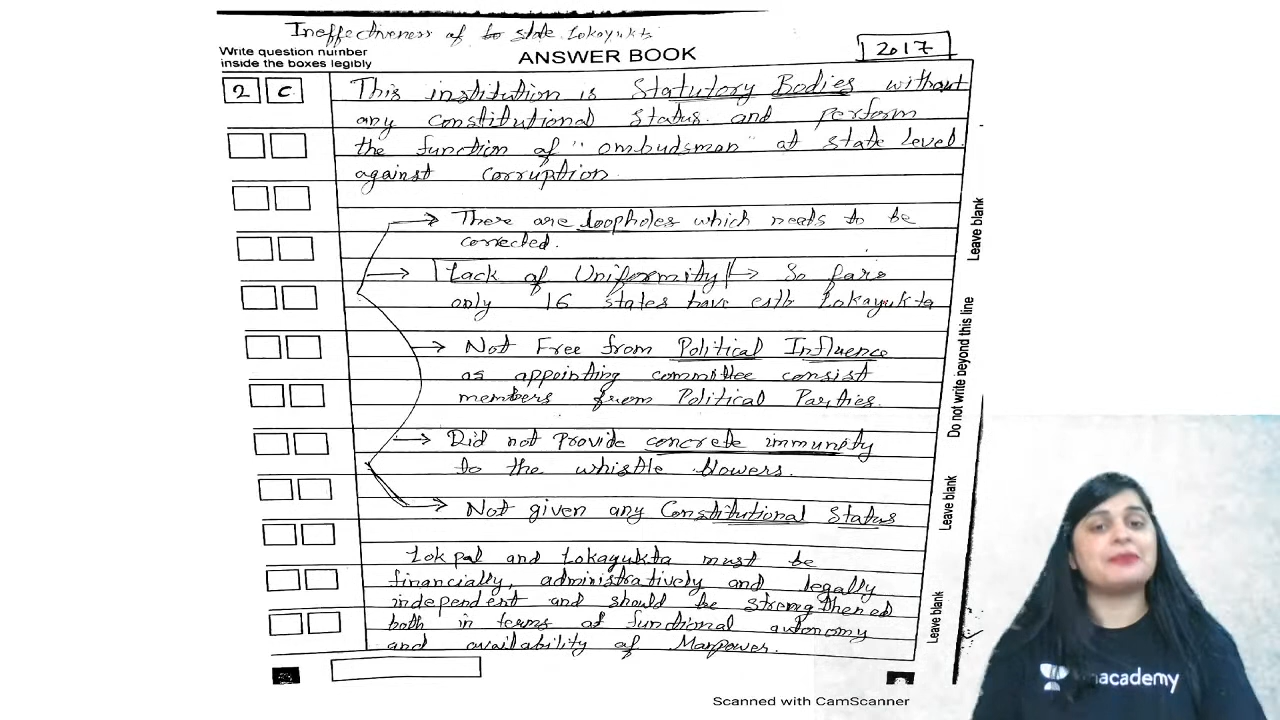 Ineffectiveness of to state Lokayukta
Write question number
inside the boxes legibly
ANSWER BOOK
2017
2 C
This institution is Statutory Bodies without
any constitutional status. and perform
the function of "ombudsman" at state level.
against corruption.
→ There are loopholes which needs to be
corrected.
→ Lack of Uniformity → So fars
only 16 states have estb Lokayukta
→ Not Free from Political Influence
as appointing committee consist
members from Political Parties.
→ Did not Provide concrete immunity
to the whistle blowers.
→ Not given any Constitutional Status
Lok pal and Lokayukta must be
financially, administratively and legally
independent and should be strengthened
both in terms of functional autonomy
and availability of Manpower.
Leave blank
Do not write beyond this line
Leave blank
Leave blank
Scanned with CamScanner
unacademy